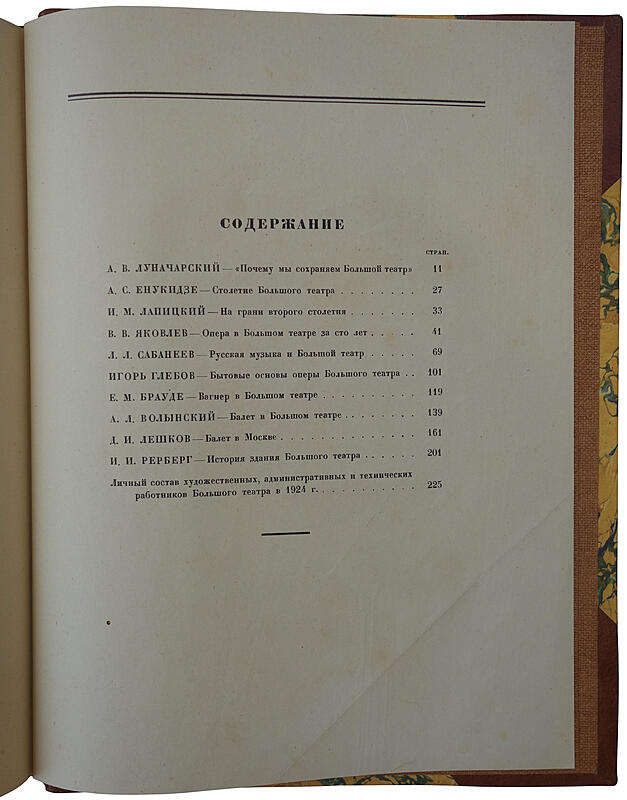 СОДЕРЖАНИЕ
СТРАН.
А. В. ЛУНАЧАРСКИЙ — «Почему мы сохраняем Большой театр» 11
А. С. ЕНУКИДЗЕ — Столетие Большого театра . . . . . . . . 27
И. М. ЛАПИЦКИЙ — На грани второго столетия . . . . . . . 33
В. В. ЯКОВЛЕВ — Опера в Большом театре за сто лет . . . . . 41
Л. Л. САБАНЕЕВ — Русская музыка и Большой театр . . . . . 69
ИГОРЬ ГЛЕБОВ — Бытовые основы оперы Большого театра . . 101
Е. М. БРАУДЕ — Вагнер в Большом театре . . . . . . . . . . 119
А. Л. ВОЛЫНСКИЙ — Балет в Большом театре . . . . . . . . 139
Д. И. ЛЕШКОВ — Балет в Москве . . . . . . . . . . . . . . . 161
И. И. РЕРБЕРГ — История здания Большого театра . . . . . . 201
Личный состав художественных, административных и технических
работников Большого театра в 1924 г. . . . . . . . . . . . 225